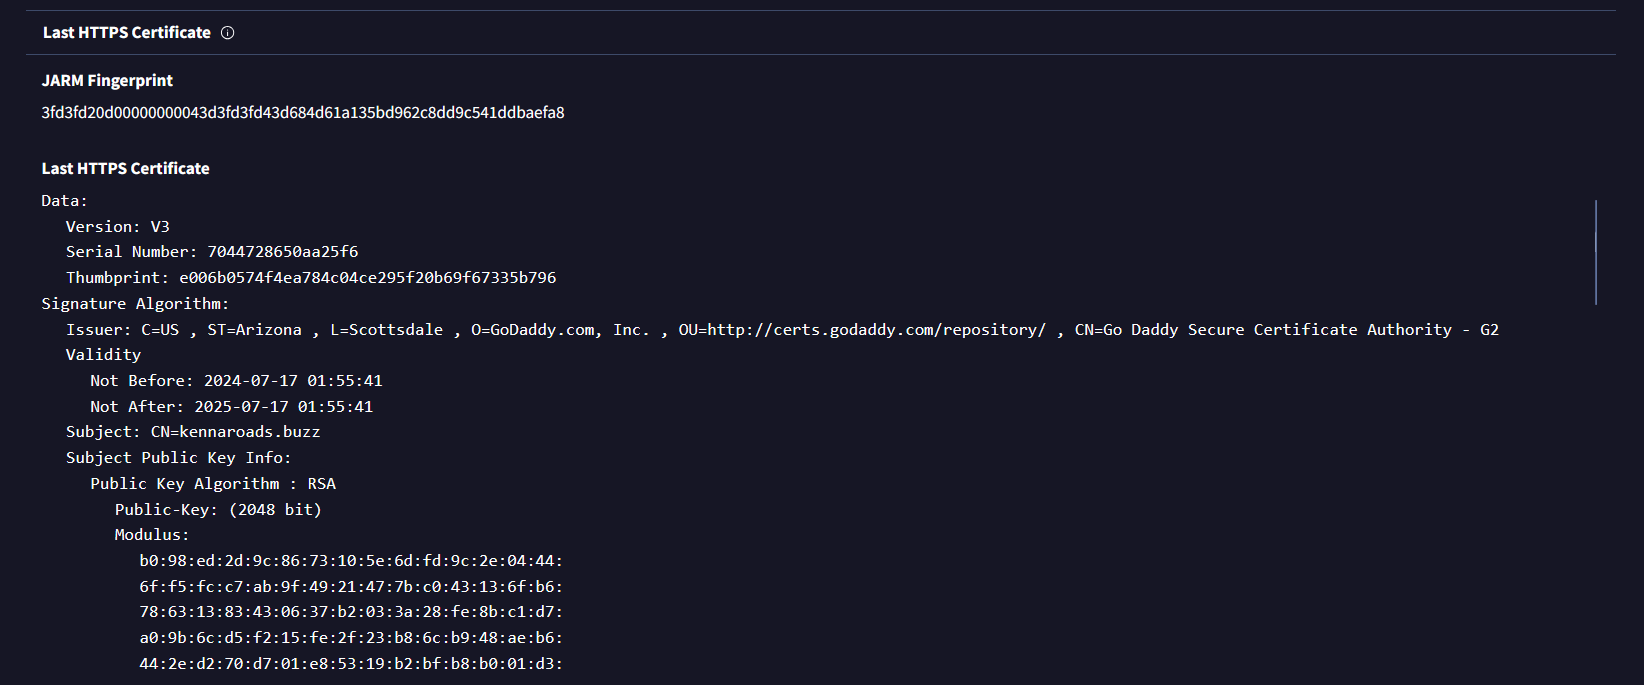 Last HTTPS Certificate
JARM Fingerprint
3fd3fd20d00000000043d3fd3fd43d684d61a135bd962c8dd9c541ddbaefa8
Last HTTPS Certificate
Data:
Version: V3
Serial Number: 7044728650aa25f6
Thumbprint: e006b0574f4ea784c04ce295f20b69f67335b796
Signature Algorithm:
Issuer: C=US , ST=Arizona , L=Scottsdale , O=GoDaddy.com, Inc. , OU=http://certs.godaddy.com/repository/ , CN=Go Daddy Secure Certificate Authority - G2
Validity
Not Before: 2024-07-17 01:55:41
Not After: 2025-07-17 01:55:41
Subject: CN=kennaroads.buzz
Subject Public Key Info:
Public Key Algorithm : RSA
Public-Key: (2048 bit)
Modulus:
b0:98:ed:2d:9c:86:73:10:5e:6d:fd:9c:2e:04:44:
6f:f5:fc:c7:ab:9f:49:21:47:7b:c0:43:13:6f:b6:
78:63:13:83:43:06:37:b2:03:3a:28:fe:8b:c1:d7:
a0:9b:6c:d5:f2:15:fe:2f:23:b8:6c:b9:48:ae:b6:
44:2e:d2:70:d7:01:e8:53:19:b2:bf:b8:b0:01:d3: